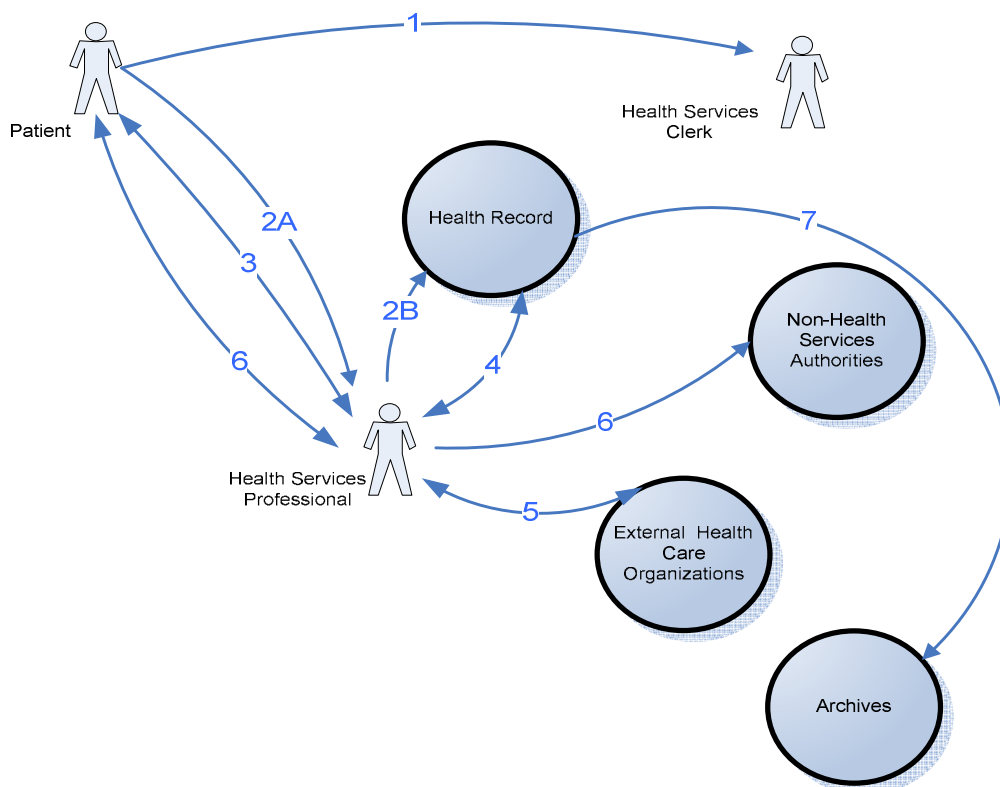 1
Patient
Health Services
Clerk
2A
Health Record
7
3
2B
Non-Health
Services
Authorities
6
4
6
Health Services
Professional
5
External Health
Care
Organizations
Archives